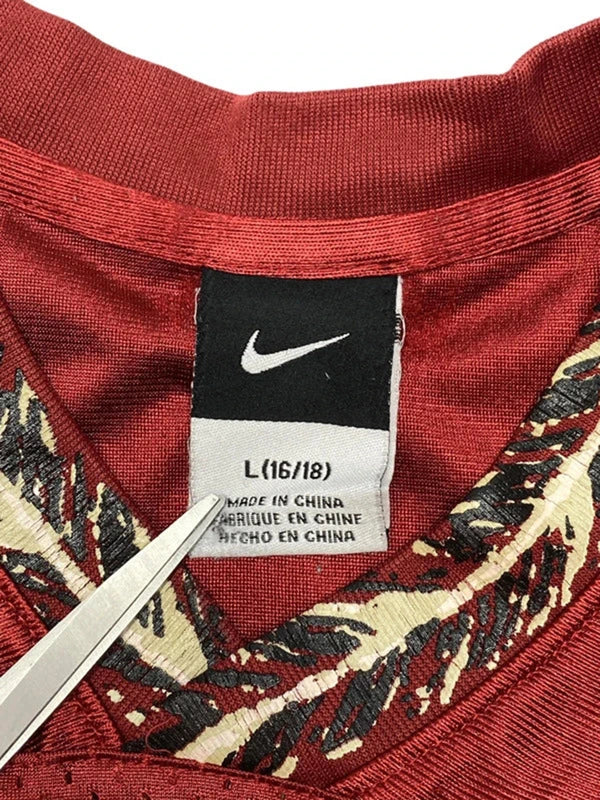 L(16/18)
MADE IN CHINA
FABRIQUE EN CHINE
HECHO EN CHINA